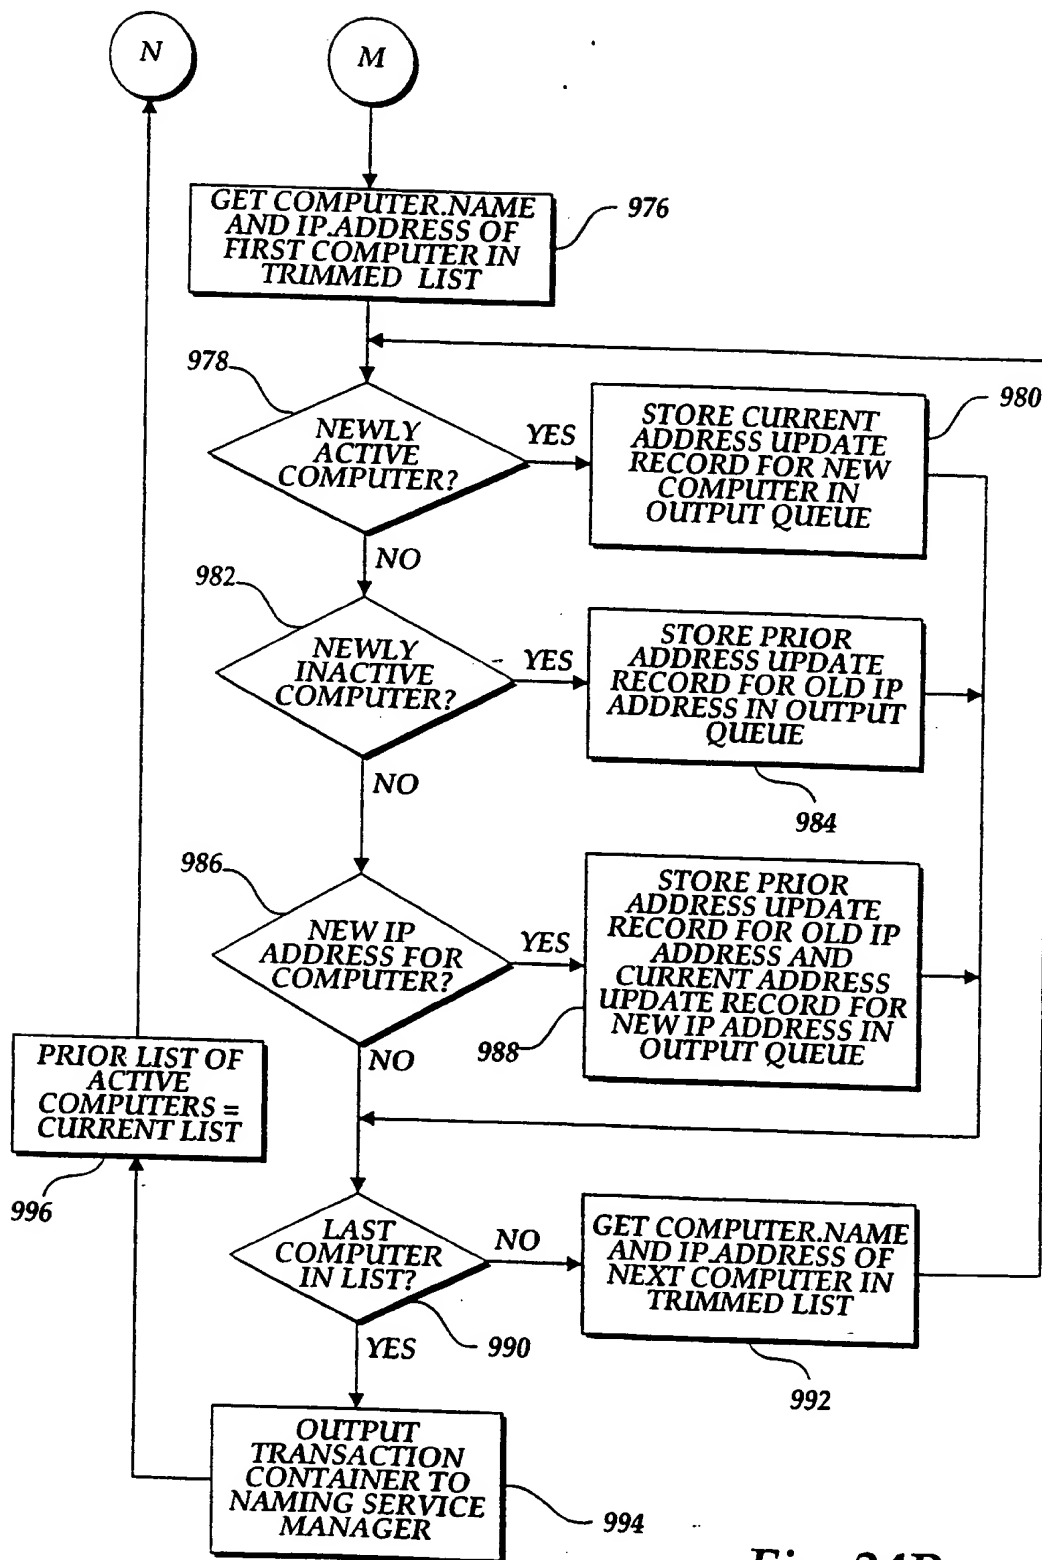 N
M
GET COMPUTER.NAME
AND IP.ADDRESS OF
FIRST COMPUTER IN
TRIMMED LIST
976
978
NEWLY
ACTIVE
COMPUTER?
YES
NO
STORE CURRENT
ADDRESS UPDATE
RECORD FOR NEW
COMPUTER IN
OUTPUT QUEUE
980
982
NEWLY
INACTIVE
COMPUTER?
YES
NO
STORE PRIOR
ADDRESS UPDATE
RECORD FOR OLD IP
ADDRESS IN OUTPUT
QUEUE
984
986
NEW IP
ADDRESS FOR
COMPUTER?
YES
NO
STORE PRIOR
ADDRESS UPDATE
RECORD FOR OLD IP
ADDRESS AND
CURRENT ADDRESS
UPDATE RECORD FOR
NEW IP ADDRESS IN
OUTPUT QUEUE
988
PRIOR LIST OF
ACTIVE
COMPUTERS =
CURRENT LIST
996
LAST
COMPUTER
IN LIST?
NO
YES
990
GET COMPUTER.NAME
AND IP.ADDRESS OF
NEXT COMPUTER IN
TRIMMED LIST
992
OUTPUT
TRANSACTION
CONTAINER TO
NAMING SERVICE
MANAGER
994